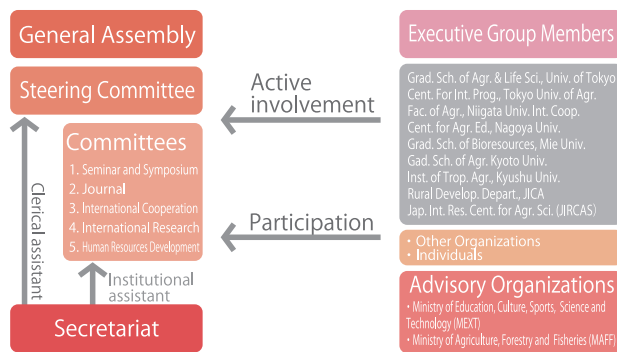 General Assembly
Steering Committee
Committees
1. Seminar and Symposium
2. Journal
3. International Cooperation
4. International Research
5. Human Resources Development
Clerical assistant
Institutional
assistant
Secretariat
Active
involvement
Participation
Executive Group Members
Grad. Sch. of Agr. & Life Sci., Univ. of Tokyo
Cent. For Int. Prog., Tokyo Univ. of Agr.
Fac. of Agr., Niigata Univ. Int. Coop.
Cent. for Agr. Ed., Nagoya Univ.
Grad. Sch. of Bioresources, Mie Univ.
Gad. Sch. of Agr. Kyoto Univ.
Inst. of Trop. Agr., Kyushu Univ.
Rural Develop. Depart., JICA
Jap. Int. Res. Cent. for Agr. Sci. (JIRCAS)
・Other Organizations
・Individuals
Advisory Organizations
・Ministry of Education, Culture, Sports, Science and
Technology (MEXT)
・Ministry of Agriculture, Forestry and Fisheries (MAFF)